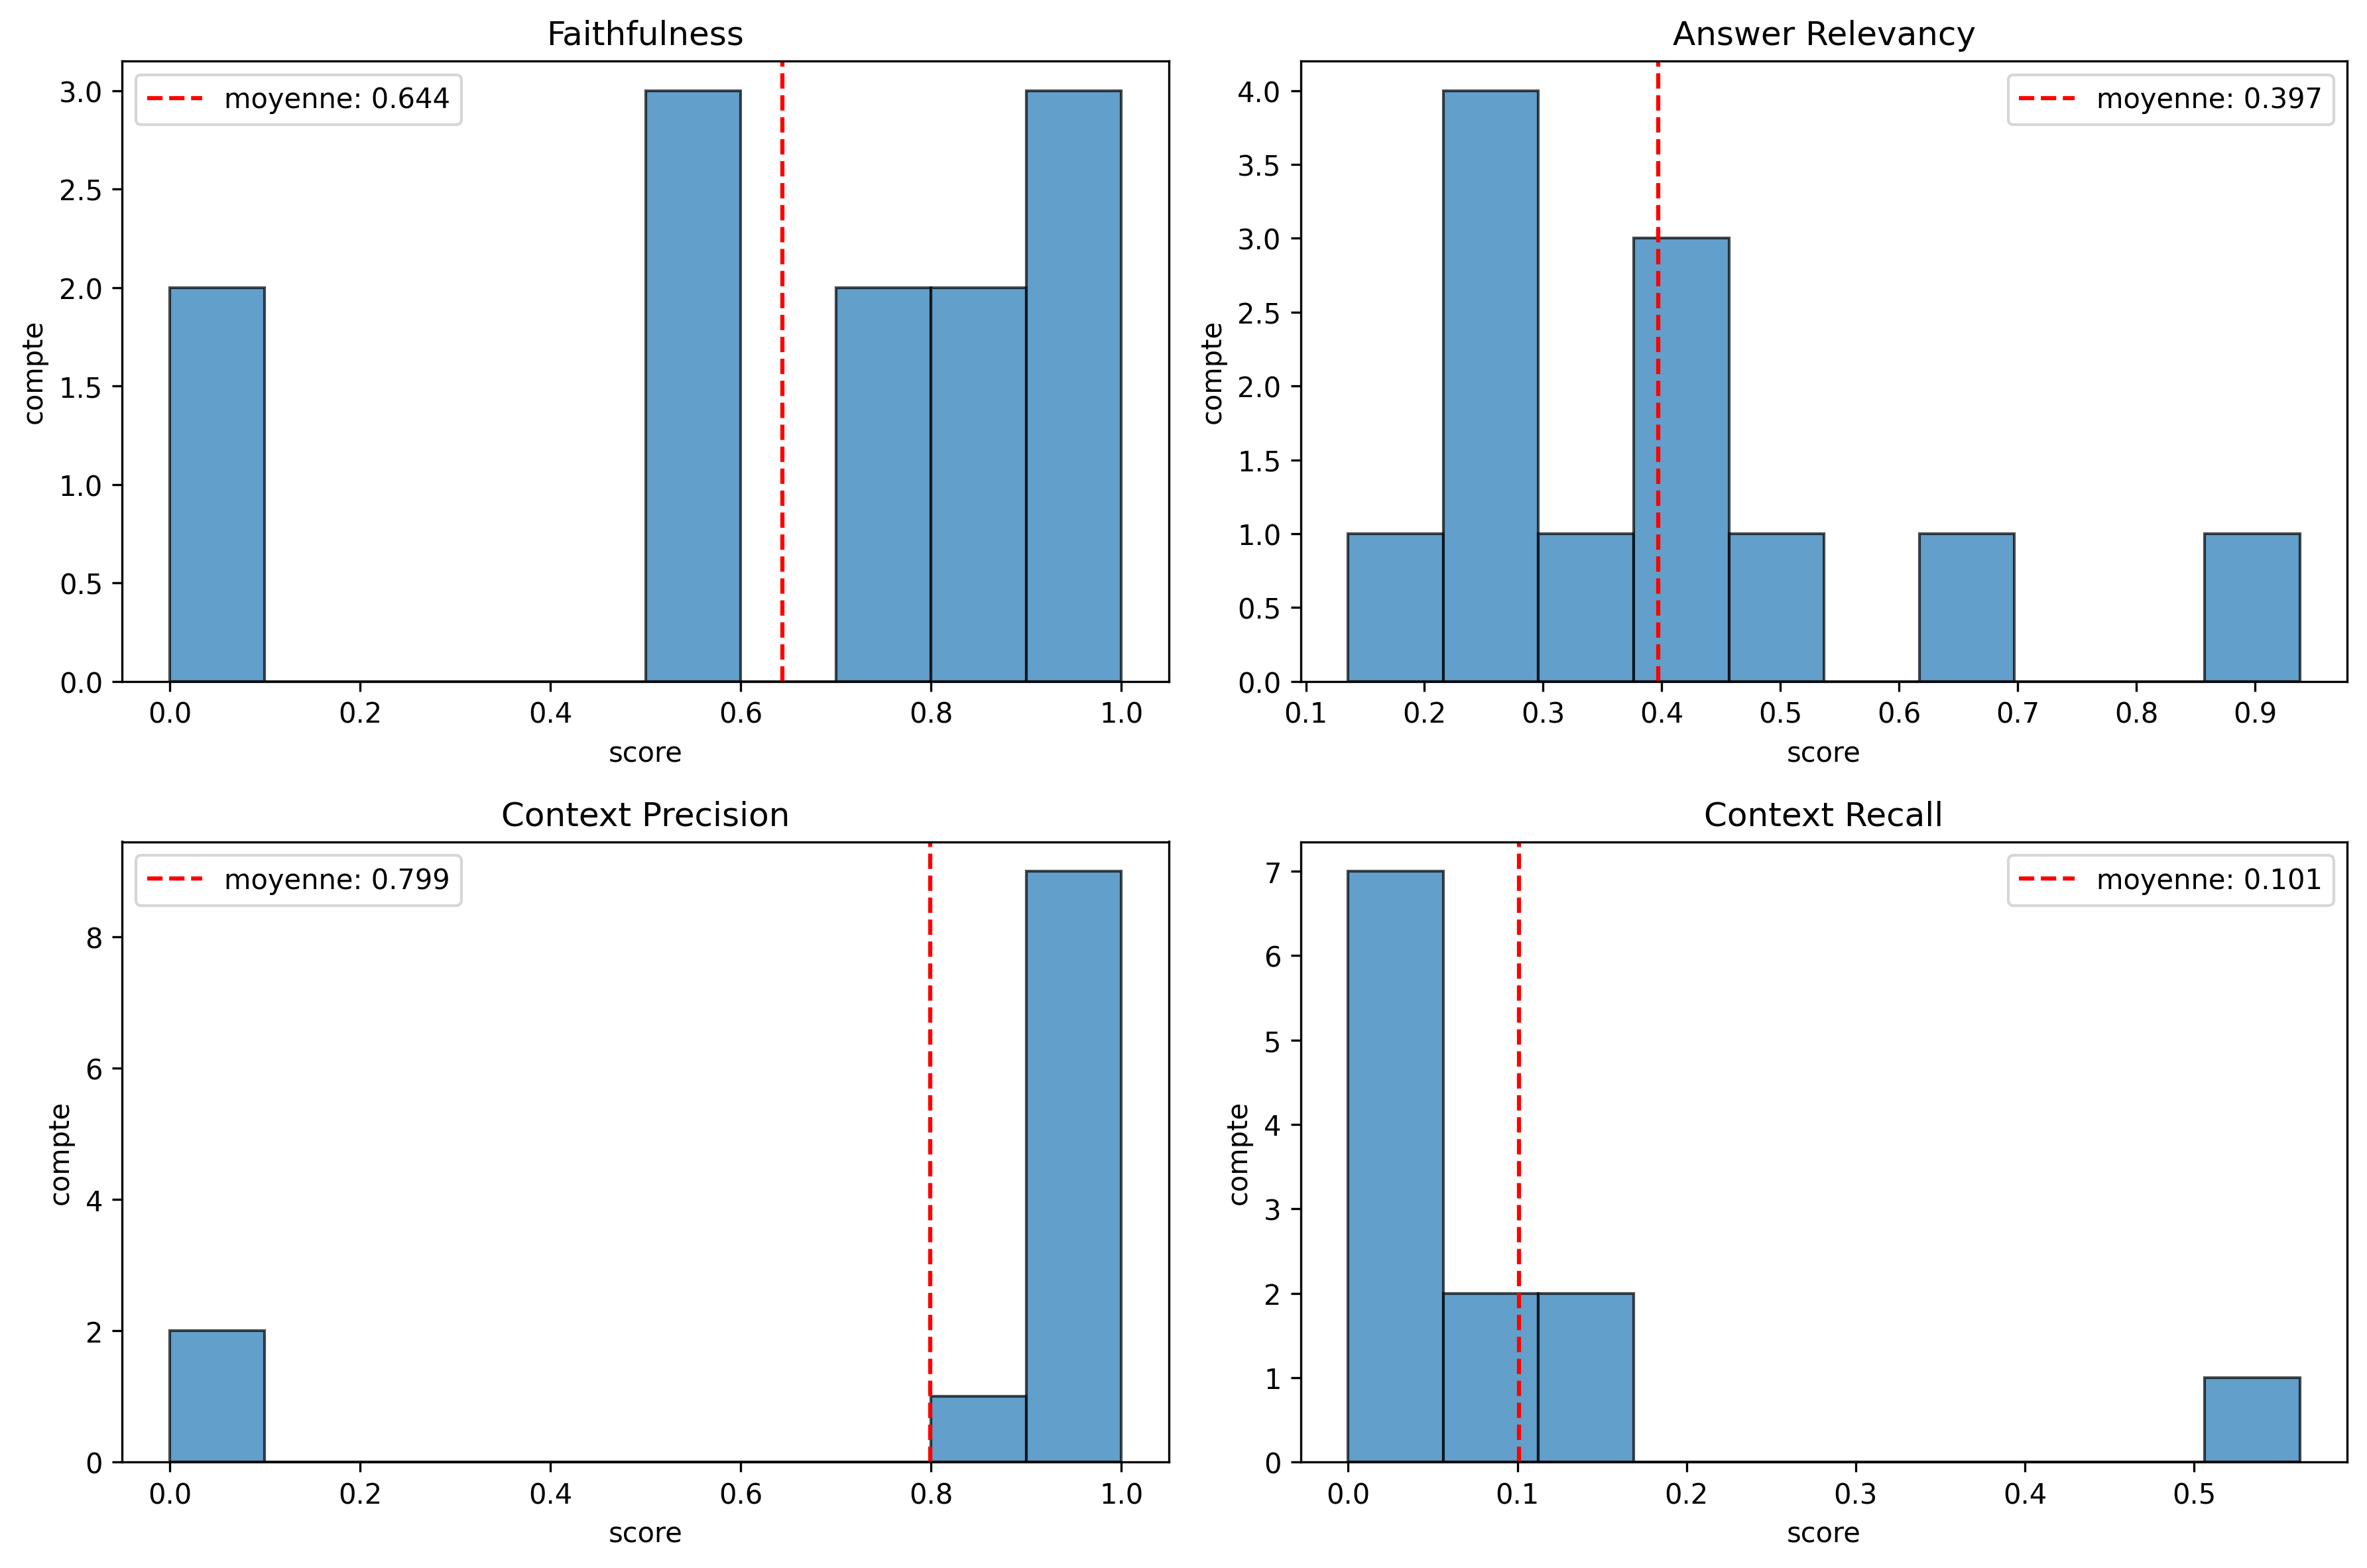 Faithfulness
moyenne: 0.644
3.0
2.5
2.0
1.5
1.0
0.5
0.0
compte
0.0 0.2 0.4 0.6 0.8 1.0
score
Answer Relevancy
moyenne: 0.397
4.0
3.5
3.0
2.5
2.0
1.5
1.0
0.5
0.0
compte
0.1 0.2 0.3 0.4 0.5 0.6 0.7 0.8 0.9
score
Context Precision
moyenne: 0.799
8
6
4
2
0
compte
0.0 0.2 0.4 0.6 0.8 1.0
score
Context Recall
moyenne: 0.101
7
6
5
4
3
2
1
0
compte
0.0 0.1 0.2 0.3 0.4 0.5
score